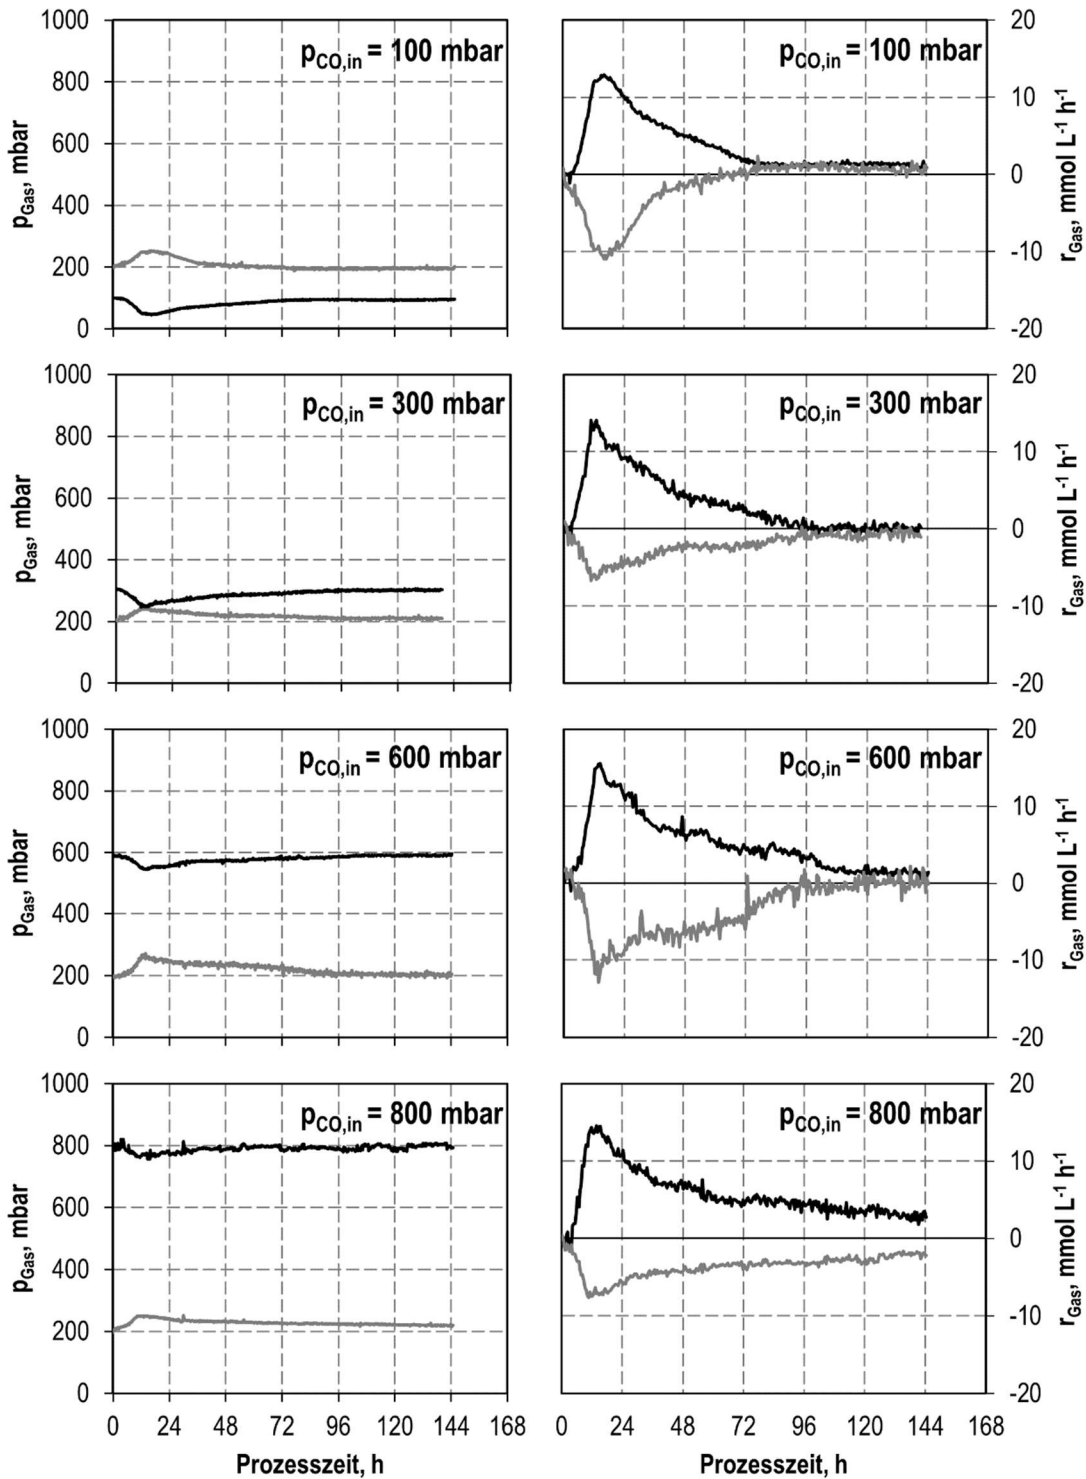 1000
800
600
400
200
0
p_Gas, mbar
p_CO,in = 100 mbar
p_CO,in = 100 mbar
20
10
0
-10
-20
r_Gas, mmol L⁻¹ h⁻¹
1000
800
600
400
200
0
p_Gas, mbar
p_CO,in = 300 mbar
p_CO,in = 300 mbar
20
10
0
-10
-20
r_Gas, mmol L⁻¹ h⁻¹
1000
800
600
400
200
0
p_Gas, mbar
p_CO,in = 600 mbar
p_CO,in = 600 mbar
20
10
0
-10
-20
r_Gas, mmol L⁻¹ h⁻¹
1000
800
600
400
200
0
p_Gas, mbar
p_CO,in = 800 mbar
p_CO,in = 800 mbar
20
10
0
-10
-20
r_Gas, mmol L⁻¹ h⁻¹
0 24 48 72 96 120 144 168
0 24 48 72 96 120 144 168
Prozesszeit, h
Prozesszeit, h